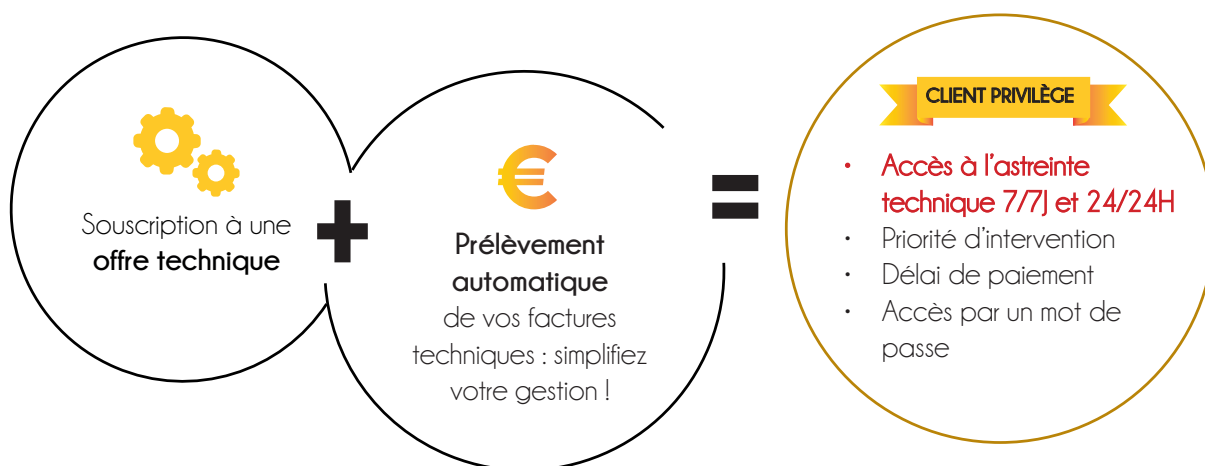 Souscription à une
offre technique
+
€
Prélèvement
automatique
de vos factures
techniques : simplifiez
votre gestion !
=
CLIENT PRIVILÈGE
• Accès à l'astreinte
technique 7/7J et 24/24H
• Priorité d'intervention
• Délai de paiement
• Accès par un mot de
passe